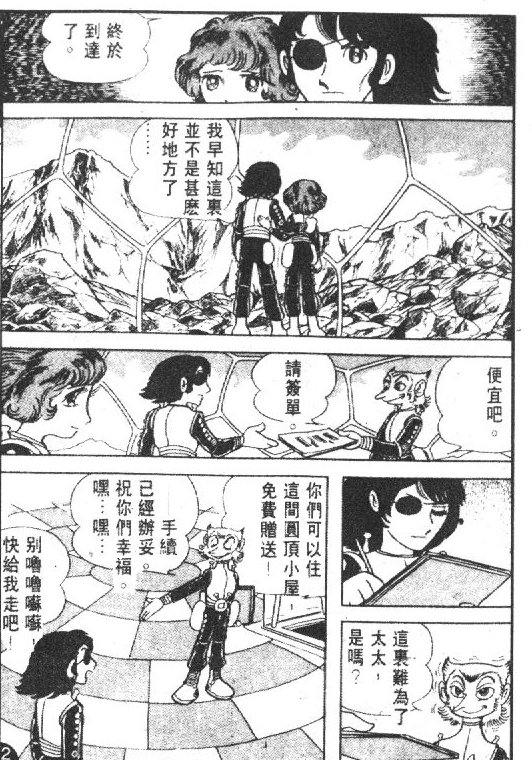 終於
到達
了。
我早知這裏
並不是甚麽
好地方了
……
便宜吧。
請簽單。
這裏難為了
太太，
是嗎？
你們可以住
這間圓頂小屋，
免費贈送！
手續
已經辦妥。
祝你們幸福。
嘿…嘿…
別嚕嚕囌囌，
快給我走吧！
2